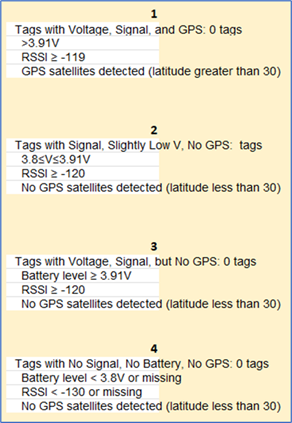 1
Tags with Voltage, Signal, and GPS: 0 tags
>3.91V
RSSI ≥ -119
GPS satellites detected (latitude greater than 30)
2
Tags with Signal, Slightly Low V, No GPS:  tags
3.8≤V≤3.91V
RSSI ≥ -120
No GPS satellites detected (latitude less than 30)
3
Tags with Voltage, Signal, but No GPS: 0 tags
Battery level ≥ 3.91V
RSSI ≥ -120
No GPS satellites detected (latitude less than 30)
4
Tags with No Signal, No Battery, No GPS: 0 tags
Battery level < 3.8V or missing
RSSI < -130 or missing
No GPS satellites detected (latitude less than 30)